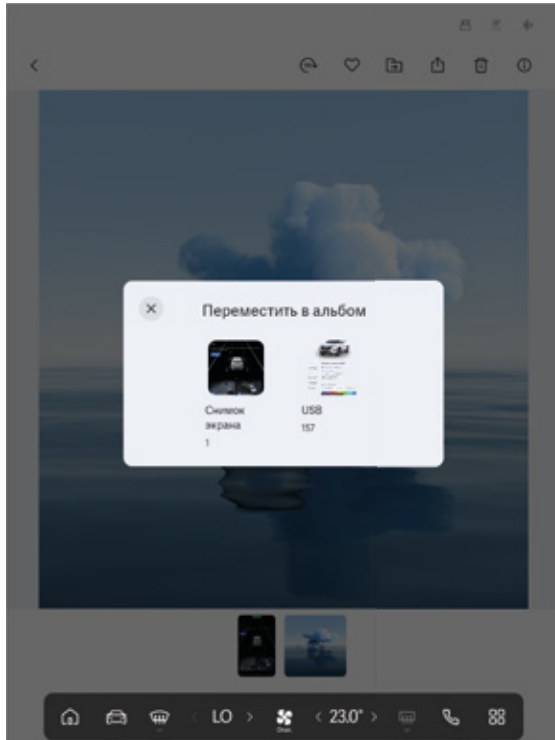 Переместить в альбом
Снимок
экрана
1
USB
157
LO
23.0°